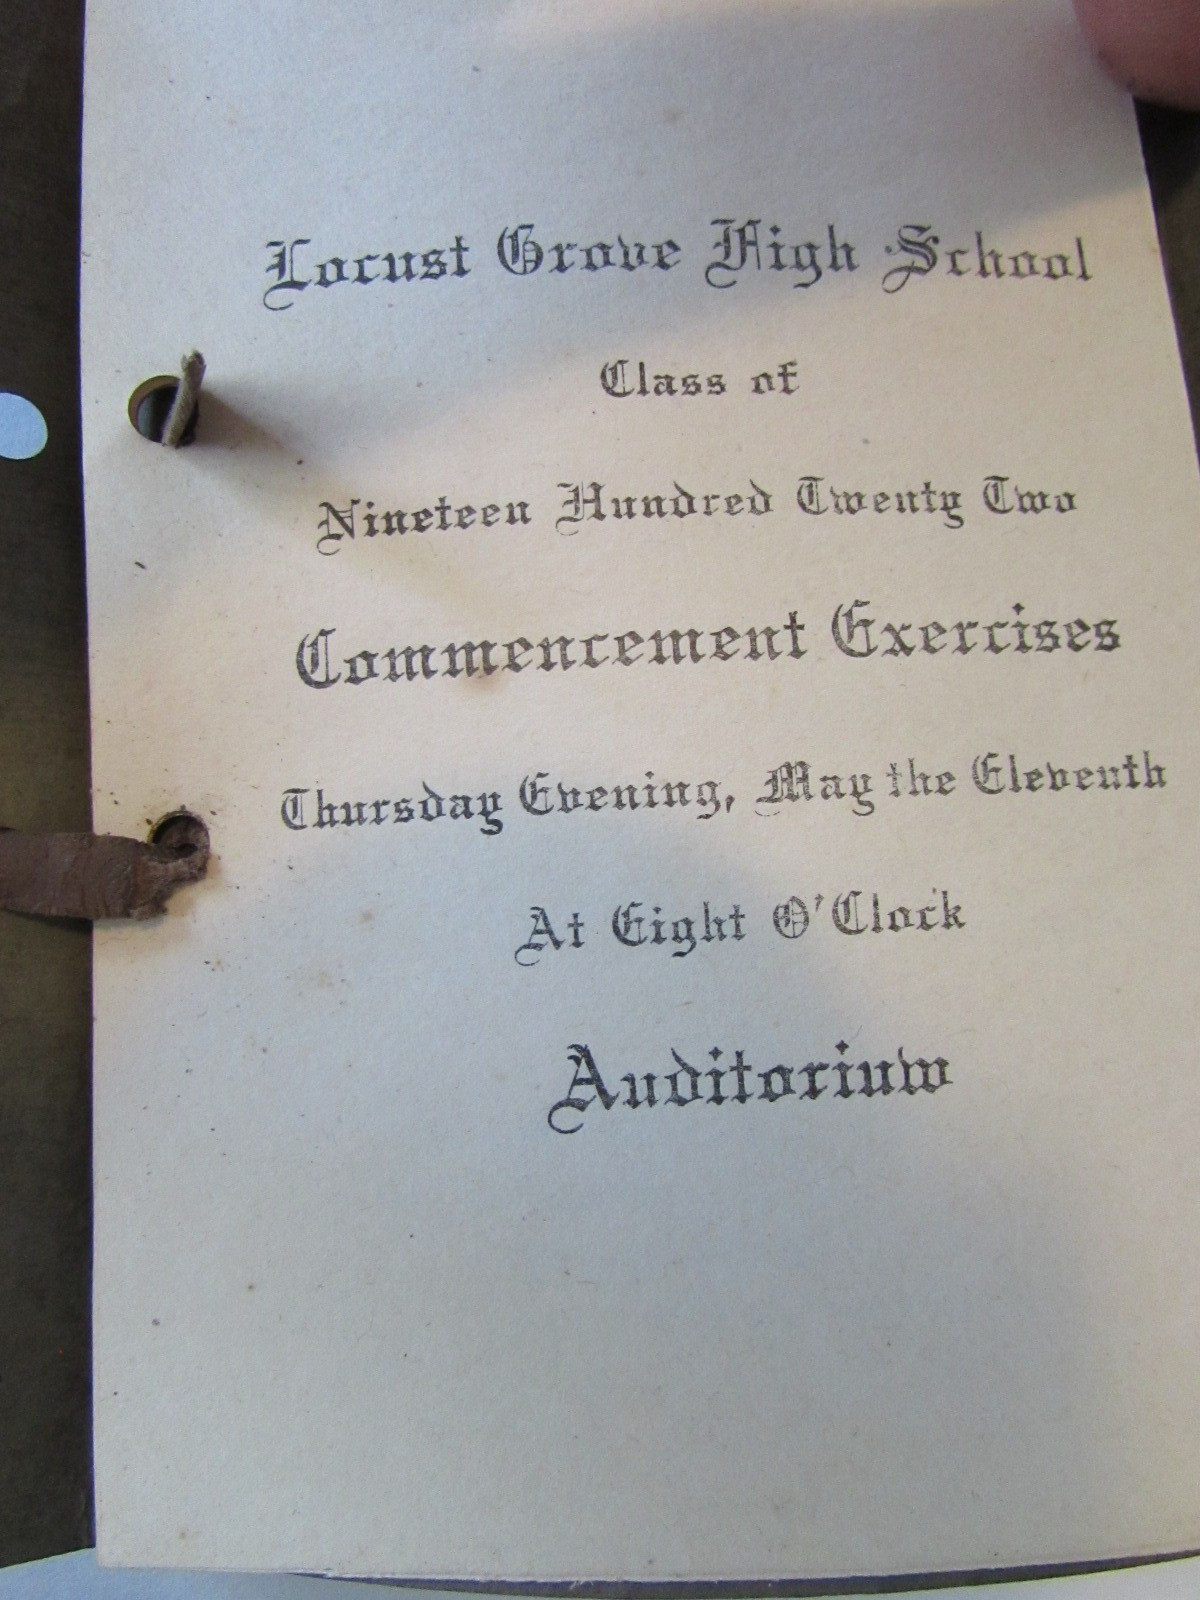 Locust Grove High School
Class of
Nineteen Hundred Twenty Two
Commencement Exercises
Thursday Evening, May the Eleventh
At Eight O'Clock
Auditorium